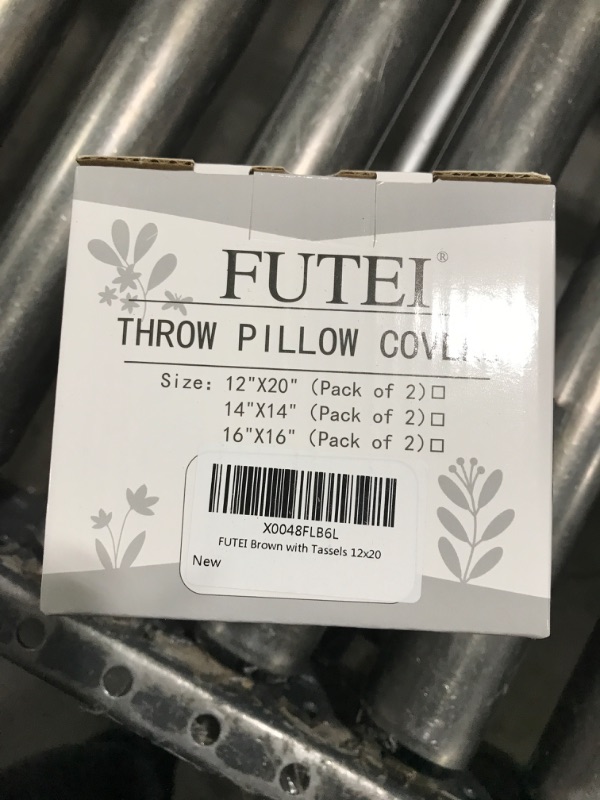 FUTEI®
THROW PILLOW
Size: 12"X20" (Pack of 2)□
14"X14" (Pack of 2)□
16"X16" (Pack of 2)□
X0048FLB6L
FUTEI Brown with Tassels 12x20
New